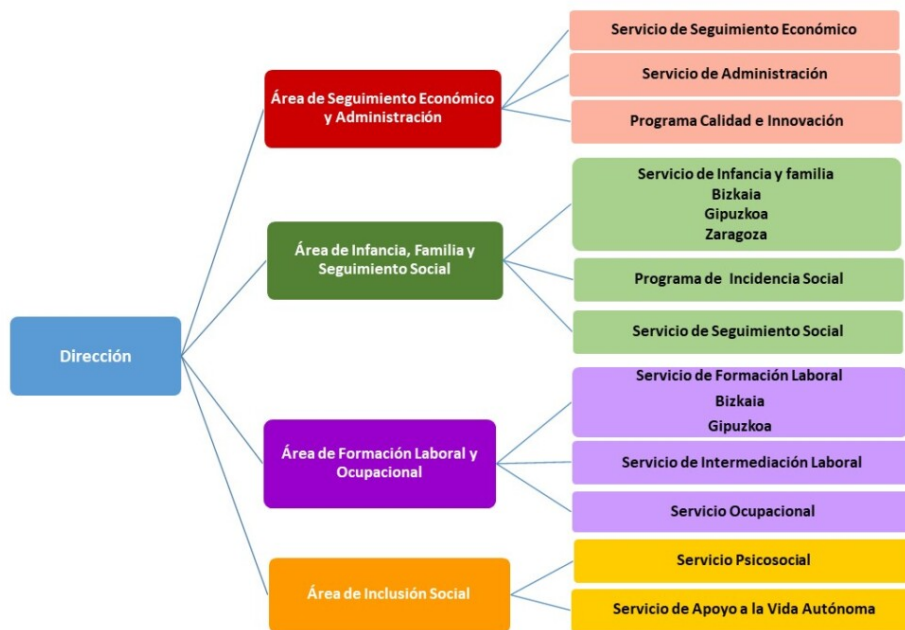 Dirección
Área de Seguimiento Económico
y Administración
Servicio de Seguimiento Económico
Servicio de Administración
Programa Calidad e Innovación
Área de Infancia, Familia y
Seguimiento Social
Servicio de Infancia y familia
Bizkaia
Gipuzkoa
Zaragoza
Programa de Incidencia Social
Servicio de Seguimiento Social
Área de Formación Laboral y
Ocupacional
Servicio de Formación Laboral
Bizkaia
Gipuzkoa
Servicio de Intermediación Laboral
Servicio Ocupacional
Área de Inclusión Social
Servicio Psicosocial
Servicio de Apoyo a la Vida Autónoma